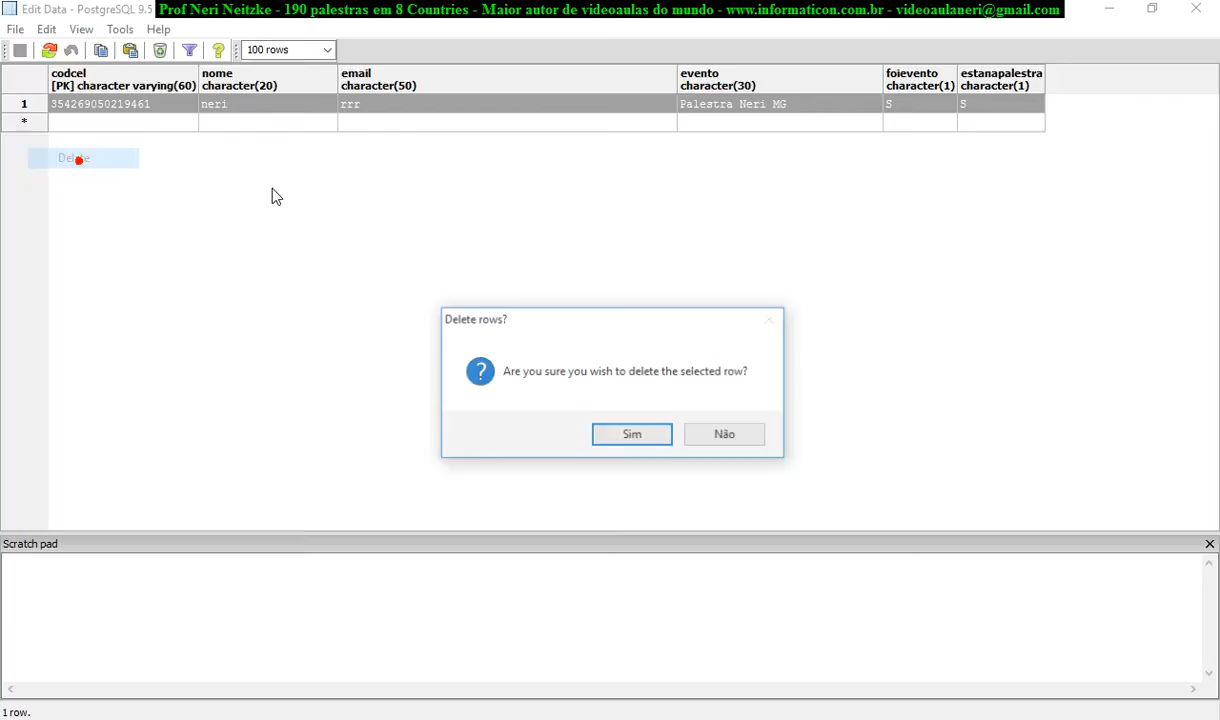 Edit Data - PostgreSQL 9.5 Prof Neri Neitzke - 190 palestras em 8 Countries - Maior autor de videoaulas do mundo - www.informaticon.com.br - videoaulaneri@gmail.com
File Edit View Tools Help
100 rows
codcel nome email evento foievento estanapalestra
[PK] character varying(60) character(20) character(50) character(30) character(1) character(1)
1 354269050219461 neri rrr Palestra Neri MG S S
*
Delete
Delete rows?
Are you sure you wish to delete the selected row?
Sim Não
Scratch pad
1 row.